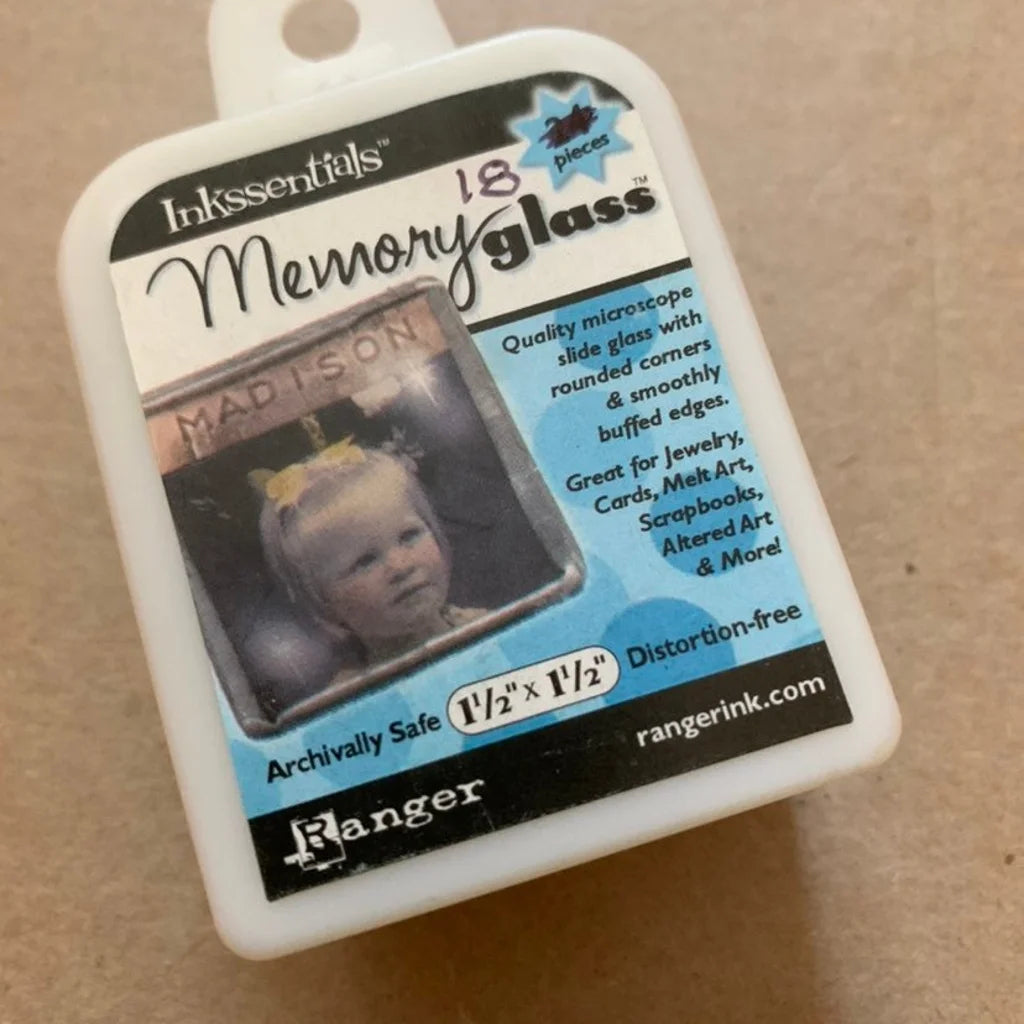 Inkssentials™
pieces
18
Memory glass™
MADISON
Quality microscope
slide glass with
rounded corners
& smoothly
buffed edges.
Great for Jewelry,
Cards, Melt Art,
Scrapbooks,
Altered Art
& More!
Archivally Safe 1½" x 1½" Distortion-free
rangerink.com
Ranger